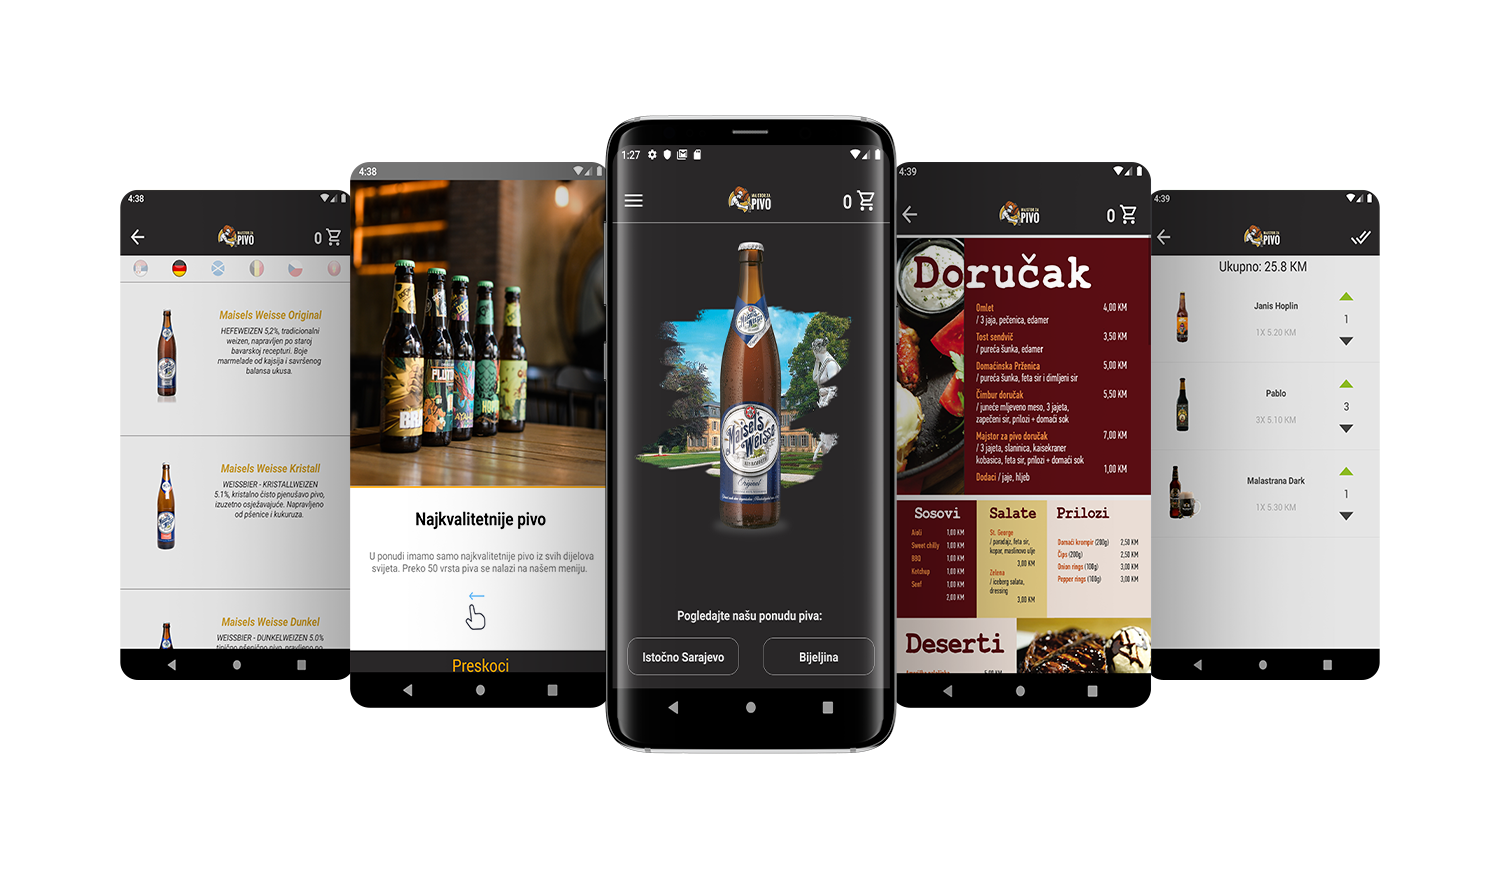 4:38
MAJSTOR ZA
PIVO
0
Maisels Weisse Original
HEFEWEIZEN 5,2%, tradicionalni
weizen, napravljen po staroj
bavarskoj recepturi. Boje
marmelade od kajsija i savršenog
balansa ukusa.
Maisels Weisse Kristall
WEISSBIER - KRISTALLWEIZEN
5.1%, kristalno čisto pjenušavo pivo,
izuzetno osježavajuće. Napravljeno
od pšenice i kukuruza.
Maisels Weisse Dunkel
WEISSBIER - DUNKELWEIZEN 5.0%
tipično pšenično pivo, pravljeno po
4:38
Najkvalitetnije pivo
U ponudi imamo samo najkvalitetnije pivo iz svih dijelova
svijeta. Preko 50 vrsta piva se nalazi na našem meniju.
Preskoci
1:27
MAJSTOR ZA
PIVO
0
Maisel's
Weisse
Original
Pogledajte našu ponudu piva:
Istočno Sarajevo
Bijeljina
4:39
MAJSTOR ZA
PIVO
0
Doručak
Omlet 4,00 KM
/ 3 jaja, pečenica, edamer
Tost sendvič 3,50 KM
/ pureća šunka, edamer
Domaćinska Prženica 5,00 KM
/ pureća šunka, feta sir i dimljeni sir
Čimbur doručak 5,50 KM
/ juneće mljeveno meso, 3 jajeta,
zapečeni sir, prilozi + domaći sok
Majstor za pivo doručak 7,00 KM
/ 3 jajeta, slaninica, kaisekraner
kobasica, feta sir, prilozi + domaći sok
Dodaci / jaje, hljeb 1,00 KM
Sosovi
Aioli 1,00 KM
Sweet chilly 1,00 KM
BBQ 1,00 KM
Ketchup 1,00 KM
Senf 1,00 KM
2,00 KM
Salate
St. George
/ paradajz, feta sir,
kapar, maslinovo ulje
3,00 KM
Zelena
/ iceberg salata,
dressing
3,00 KM
Prilozi
Domaći krompir (200g) 2,50 KM
Čips (200g) 2,50 KM
Onion rings (100g) 3,00 KM
Pepper rings (100g) 3,00 KM
Deserti
4:39
MAJSTOR ZA
PIVO
Ukupno: 25.8 KM
Janis Hoplin
1X 5.20 KM
1
Pablo
3X 5.10 KM
3
Malastrana Dark
1X 5.30 KM
1